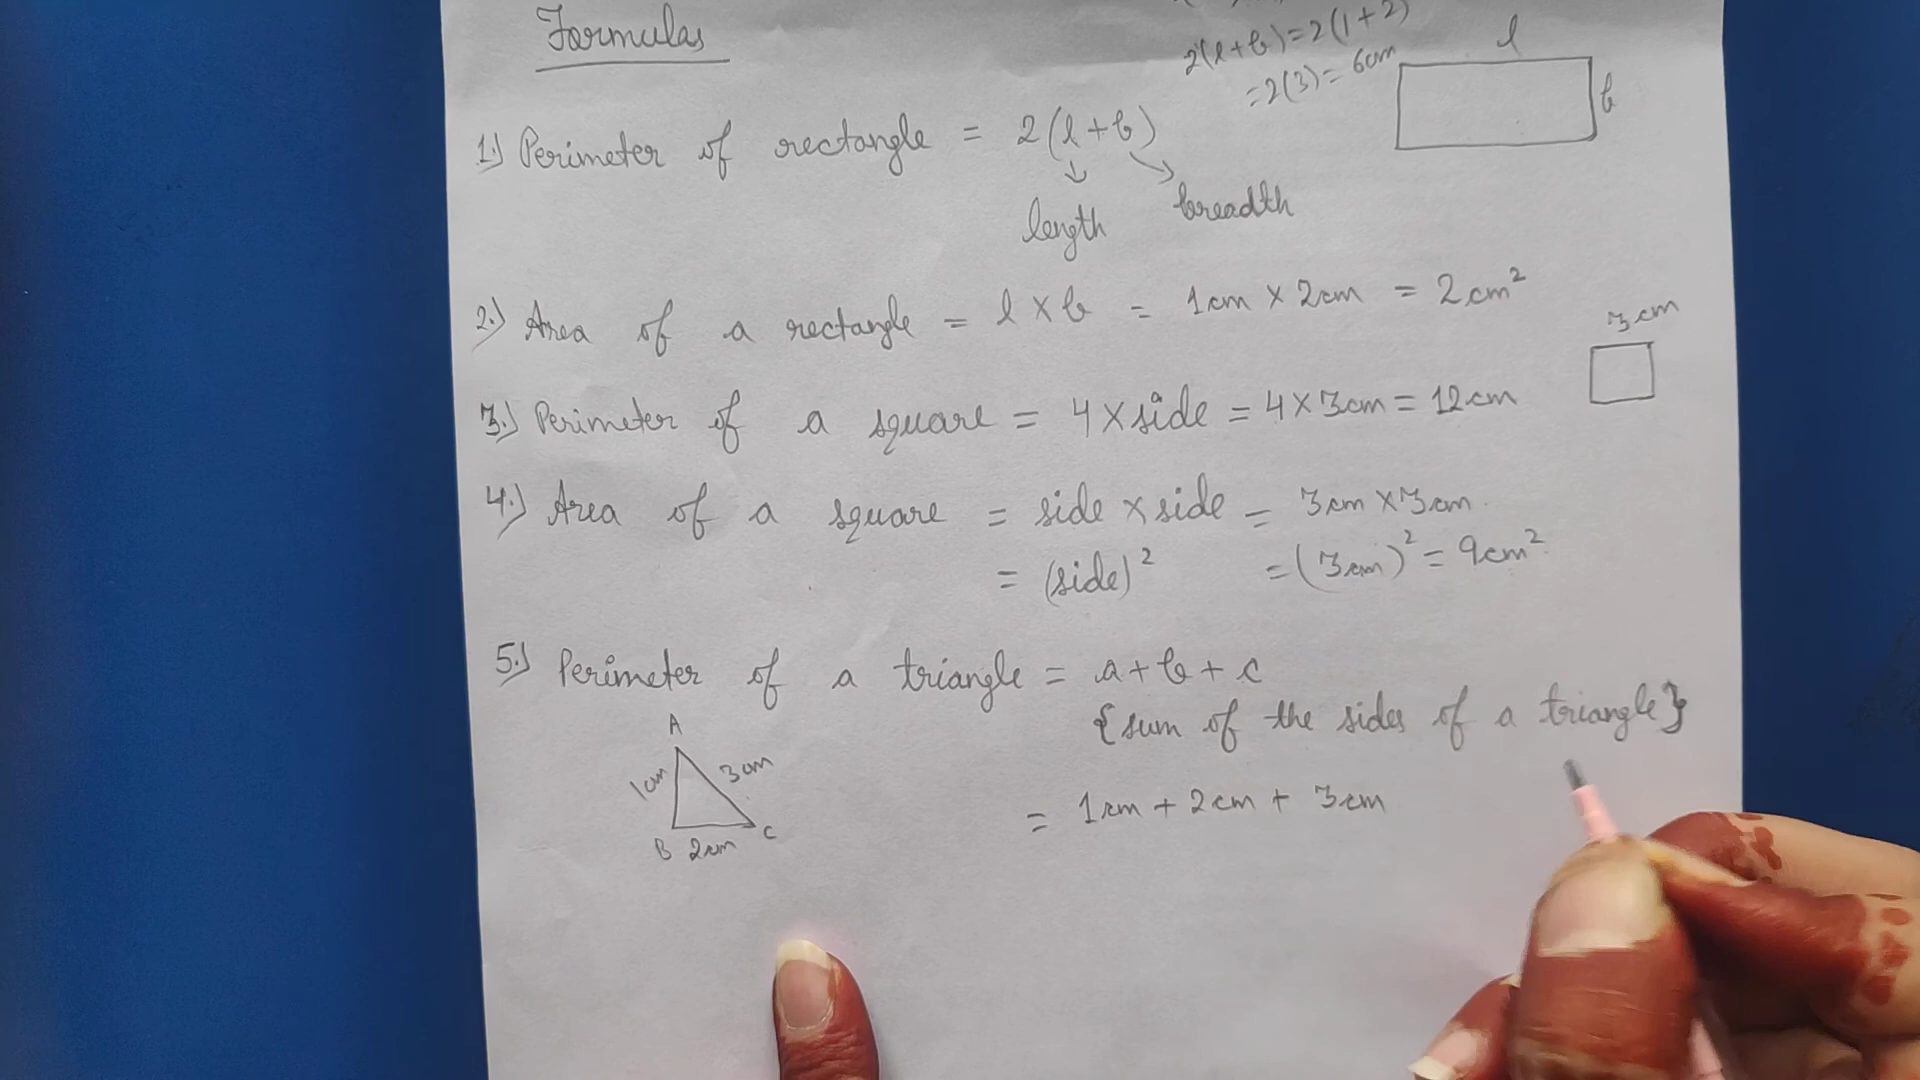 Formulas
2(l+b)=2(1+2)
=2(3)= 6cm
l
b
1.) Perimeter of rectangle = 2(l+b)
length
breadth
2.) Area of a rectangle = l × b = 1cm × 2cm = 2cm²
3cm
3.) Perimeter of a square = 4×side = 4×3cm = 12cm
4.) Area of a square = side × side = 3cm × 3cm.
= (side)² = (3cm)² = 9cm²
5.) Perimeter of a triangle = a+b+c
{sum of the sides of a triangle}
A
1cm 3cm
B 2cm C
= 1cm + 2cm + 3cm